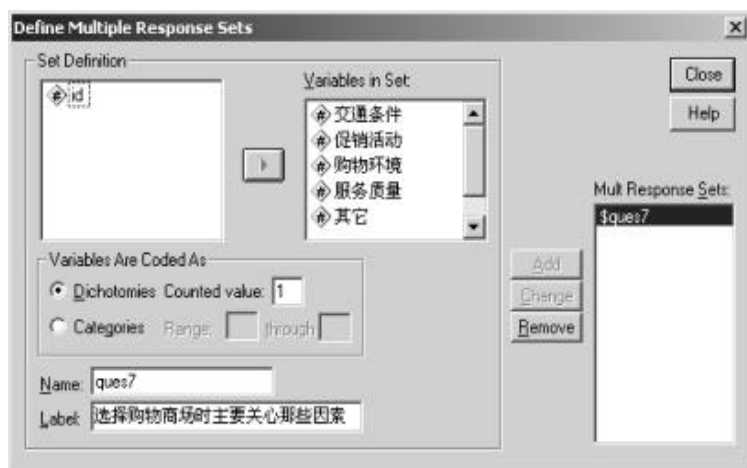 Define Multiple Response Sets
Set Definition
id
Variables in Set:
交通条件
促销活动
购物环境
服务质量
其它
Close
Help
Mult Response Sets:
$ques7
Variables Are Coded As
Dichotomies Counted value: 1
Categories Range: through
Add
Change
Remove
Name: ques7
Label: 选择购物商场时主要关心那些因素